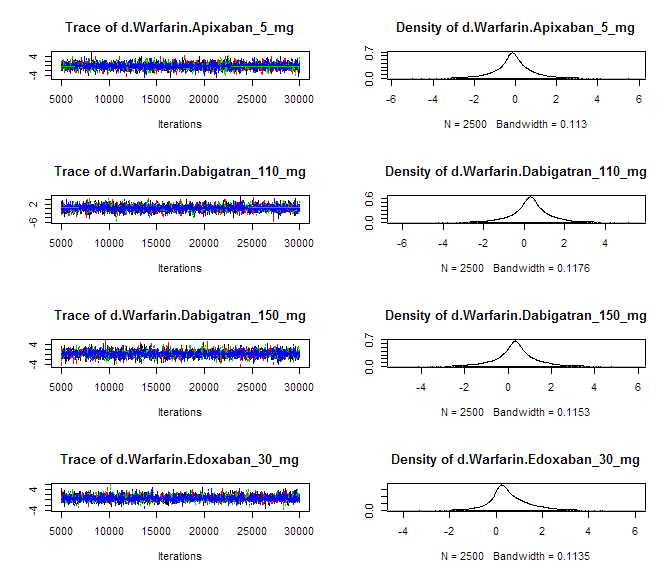 Trace of d.Warfarin.Apixaban_5_mg
4
-4
5000 10000 15000 20000 25000 30000
Iterations
Density of d.Warfarin.Apixaban_5_mg
0.7
0.0
-6 -4 -2 0 2 4 6
N = 2500 Bandwidth = 0.113
Trace of d.Warfarin.Dabigatran_110_mg
2
-6
5000 10000 15000 20000 25000 30000
Iterations
Density of d.Warfarin.Dabigatran_110_mg
0.6
0.0
-6 -4 -2 0 2 4
N = 2500 Bandwidth = 0.1176
Trace of d.Warfarin.Dabigatran_150_mg
4
-4
5000 10000 15000 20000 25000 30000
Iterations
Density of d.Warfarin.Dabigatran_150_mg
0.7
0.0
-4 -2 0 2 4 6
N = 2500 Bandwidth = 0.1153
Trace of d.Warfarin.Edoxaban_30_mg
4
-4
5000 10000 15000 20000 25000 30000
Iterations
Density of d.Warfarin.Edoxaban_30_mg
0.0
-4 -2 0 2 4 6
N = 2500 Bandwidth = 0.1135